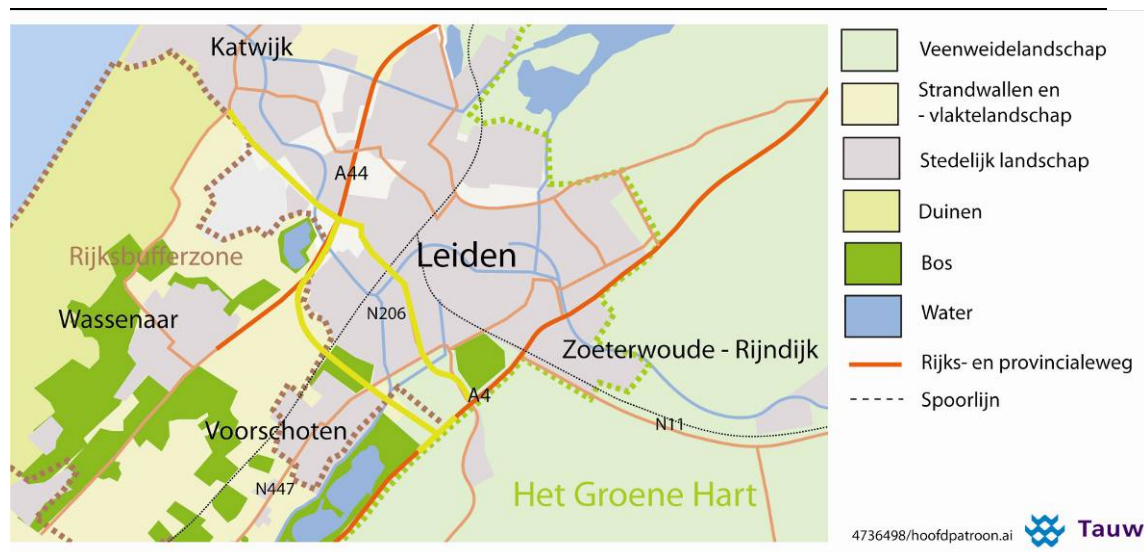 Katwijk
A44
Rijksbufferzone
Leiden
Wassenaar
N206
Zoeterwoude - Rijndijk
A4
Voorschoten
N11
N447
Het Groene Hart
Veenweidelandschap
Strandwallen en
- vlaktelandschap
Stedelijk landschap
Duinen
Bos
Water
Rijks- en provincialeweg
Spoorlijn
4736498/hoofdpatroon.ai
Tauw